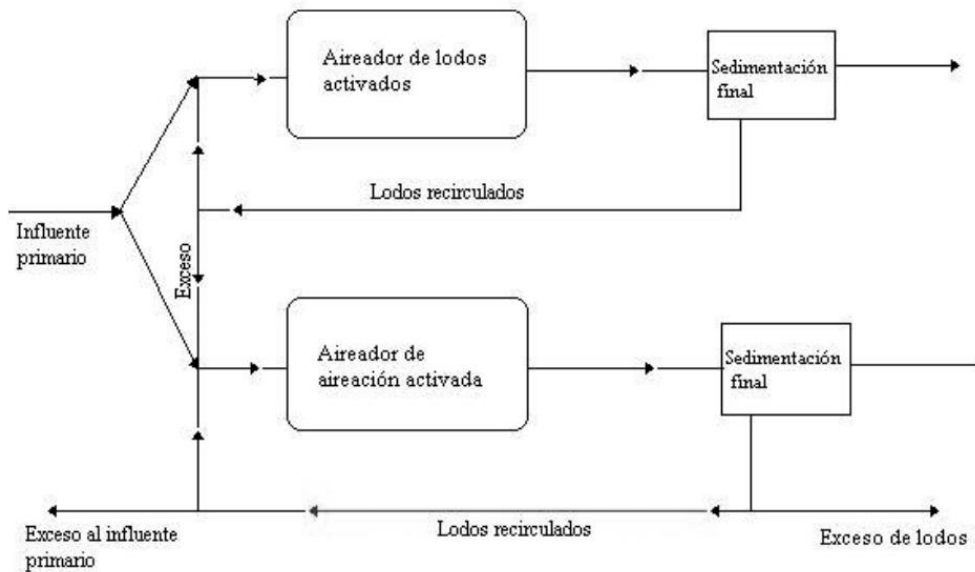 Aireador de lodos
activados
Sedimentación
final
Lodos recirculados
Influente
primario
Exceso
Aireador de
aireación activada
Sedimentación
final
Exceso al influente
primario
Lodos recirculados
Exceso de lodos